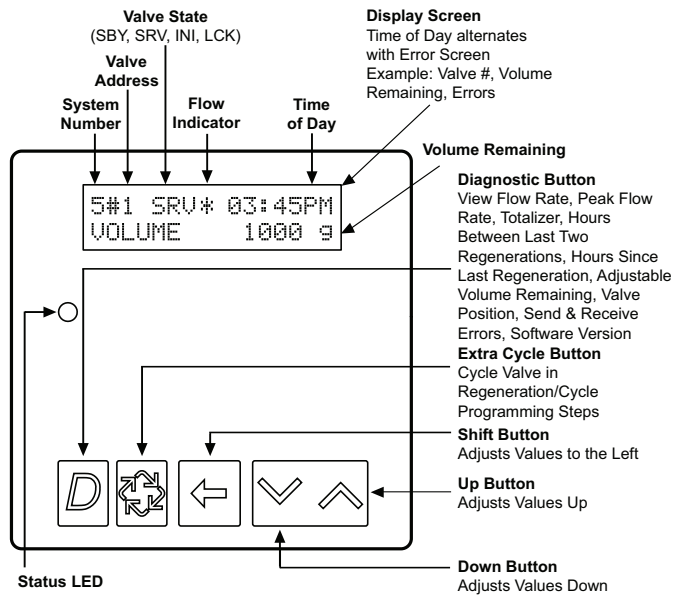 Valve State
(SBY, SRV, INI, LCK)
Valve
Address
System
Number
Flow
Indicator
Time
of Day
Display Screen
Time of Day alternates
with Error Screen
Example: Valve #, Volume
Remaining, Errors
Volume Remaining
5#1 SRV* 03:45PM
VOLUME 1000 g
Diagnostic Button
View Flow Rate, Peak Flow
Rate, Totalizer, Hours
Between Last Two
Regenerations, Hours Since
Last Regeneration, Adjustable
Volume Remaining, Valve
Position, Send & Receive
Errors, Software Version
Extra Cycle Button
Cycle Valve in
Regeneration/Cycle
Programming Steps
Shift Button
Adjusts Values to the Left
Up Button
Adjusts Values Up
Down Button
Adjusts Values Down
D
Status LED